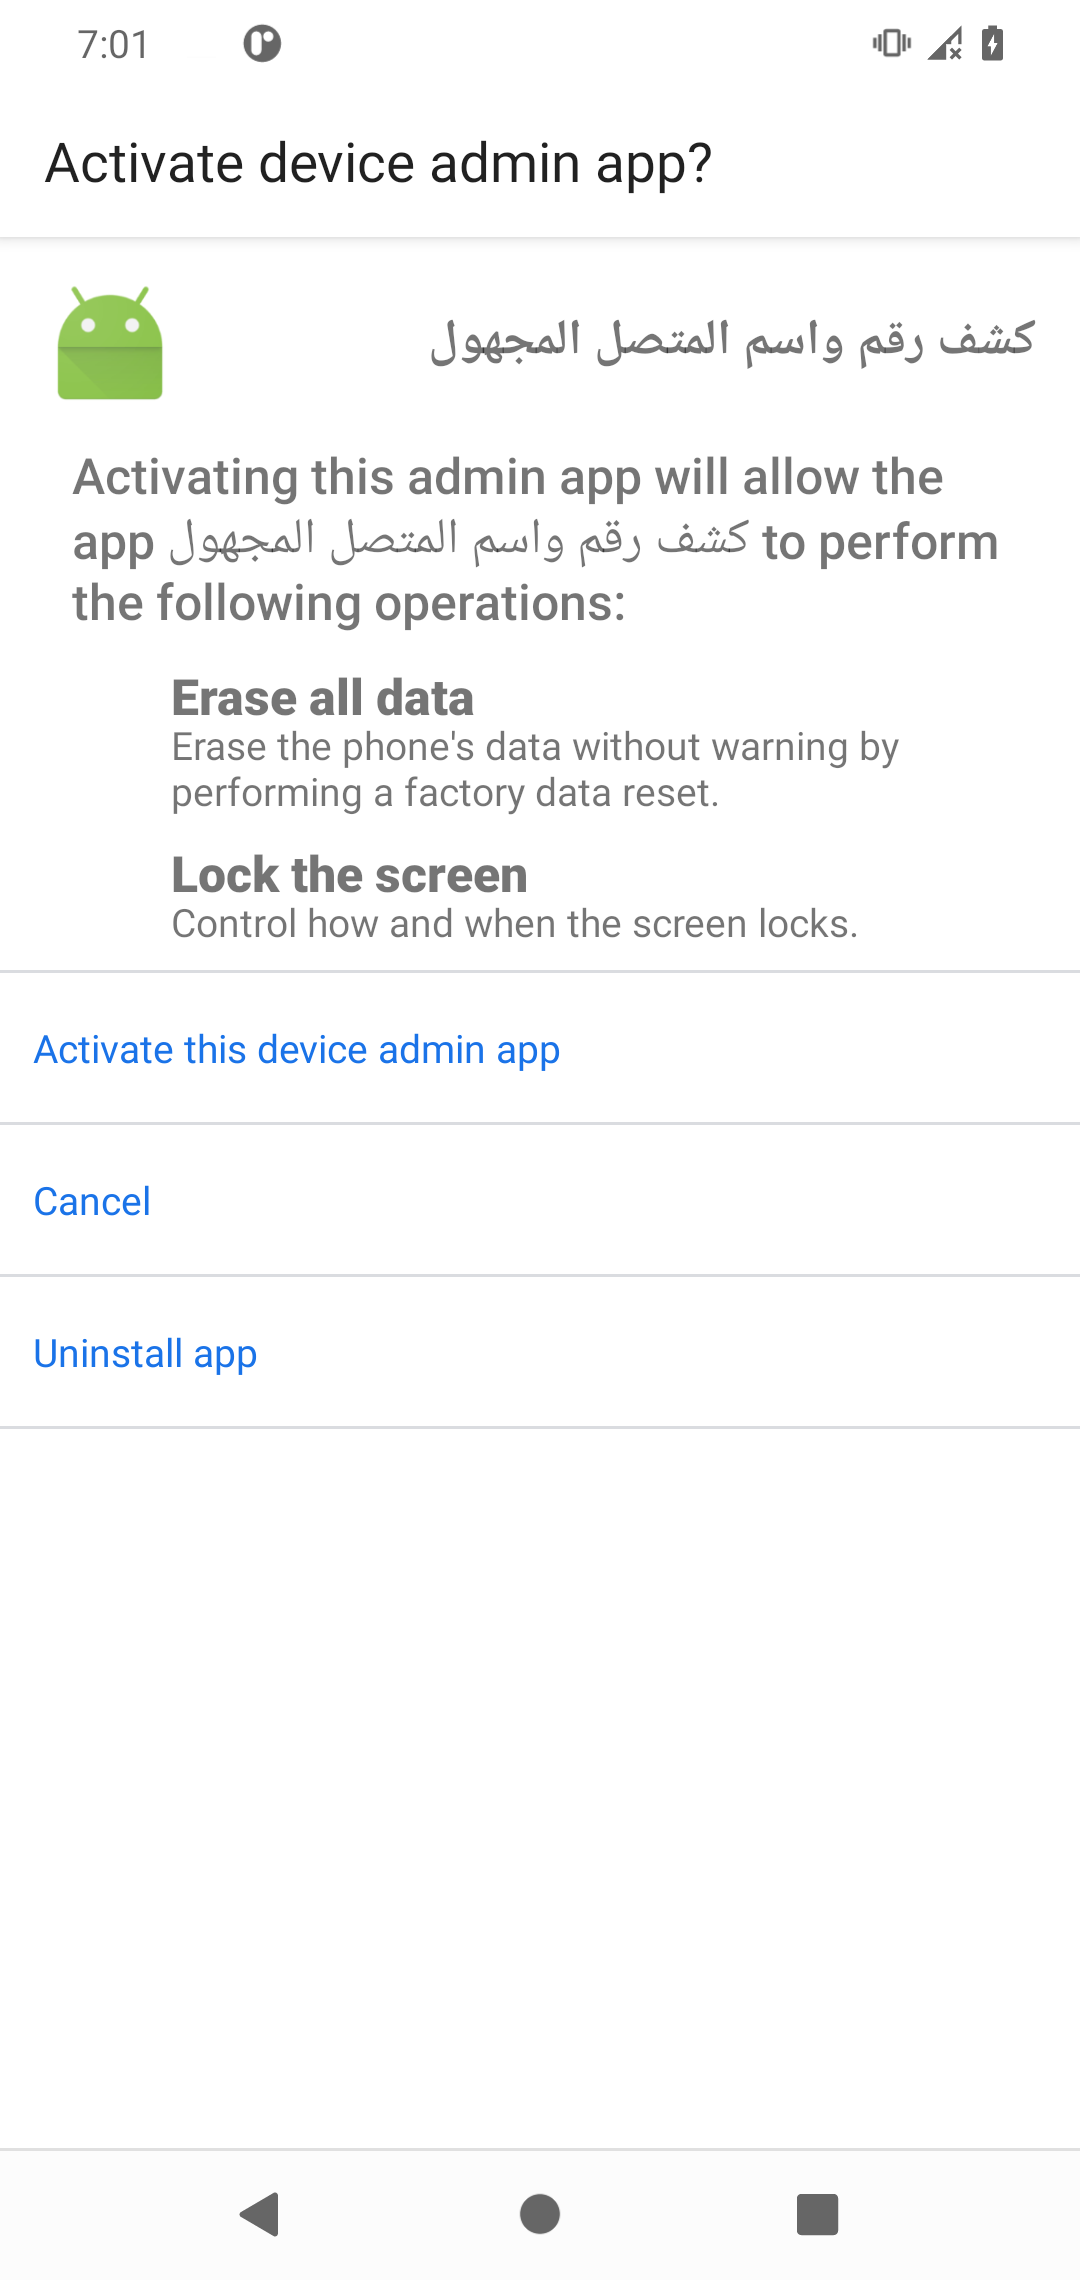 7:01
Activate device admin app?
كشف رقم واسم المتصل المجهول
Activating this admin app will allow the
app كشف رقم واسم المتصل المجهول to perform
the following operations:
Erase all data
Erase the phone's data without warning by
performing a factory data reset.
Lock the screen
Control how and when the screen locks.
Activate this device admin app
Cancel
Uninstall app